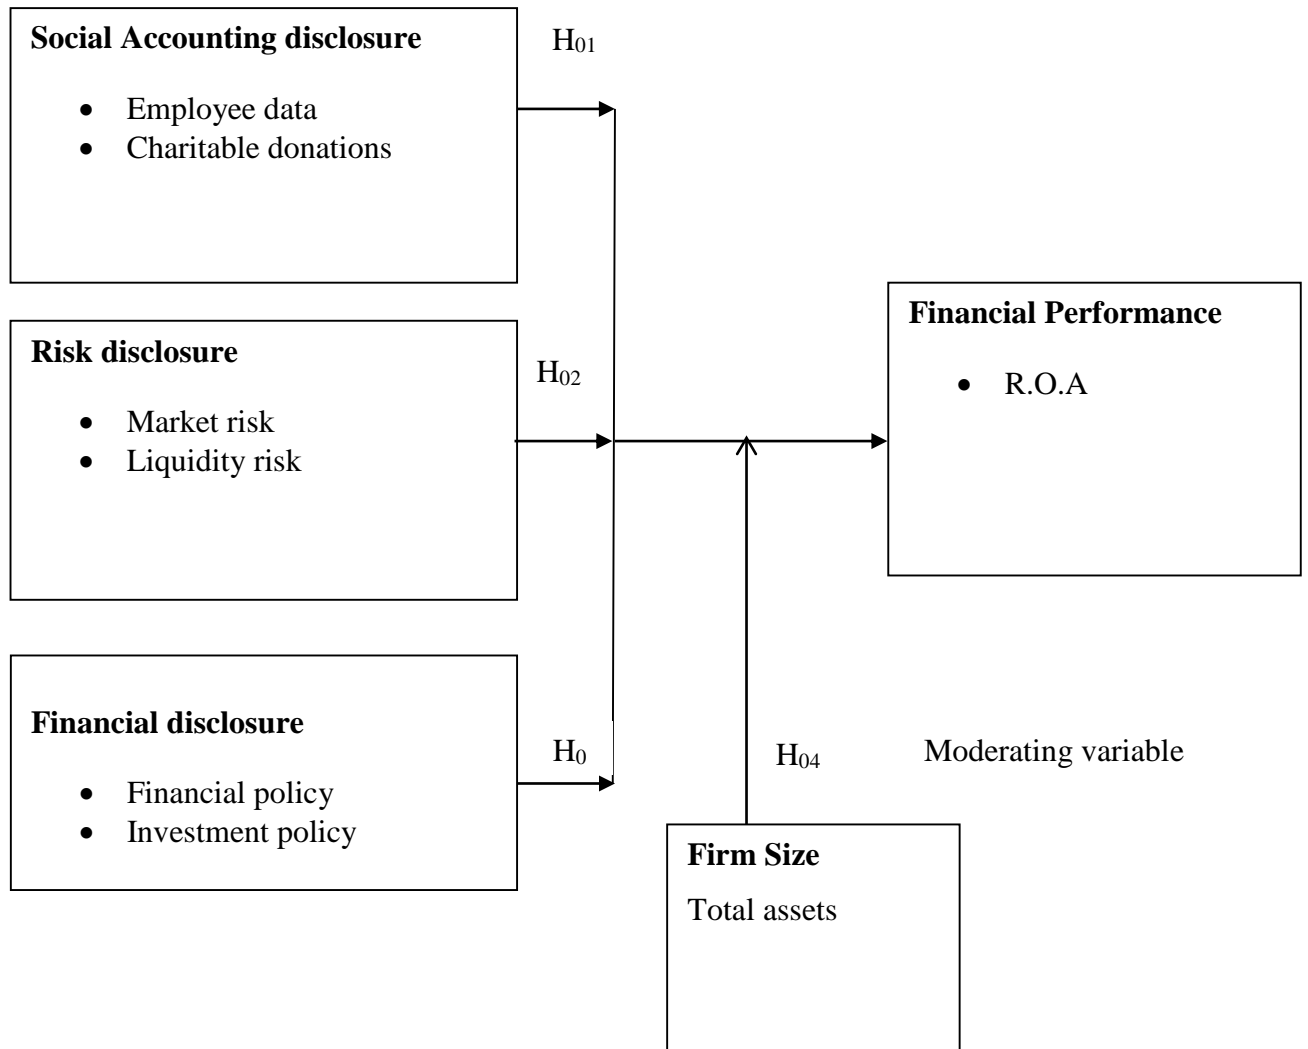 Social Accounting disclosure
• Employee data
• Charitable donations
H01
Risk disclosure
• Market risk
• Liquidity risk
H02
Financial Performance
• R.O.A
Financial disclosure
• Financial policy
• Investment policy
H0
H04
Moderating variable
Firm Size
Total assets